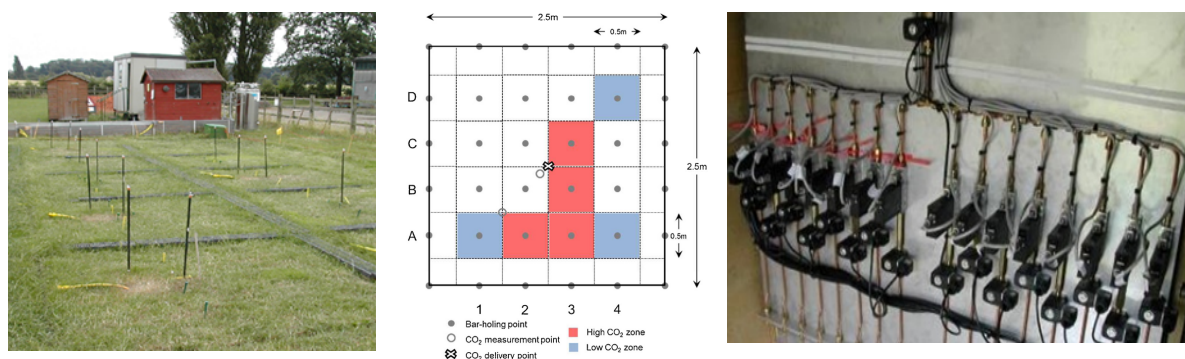 2.5m
0.5m
D
C
2.5m
B
A
0.5m
1 2 3 4
Bar-holing point
CO₂ measurement point
CO₂ delivery point
High CO₂ zone
Low CO₂ zone